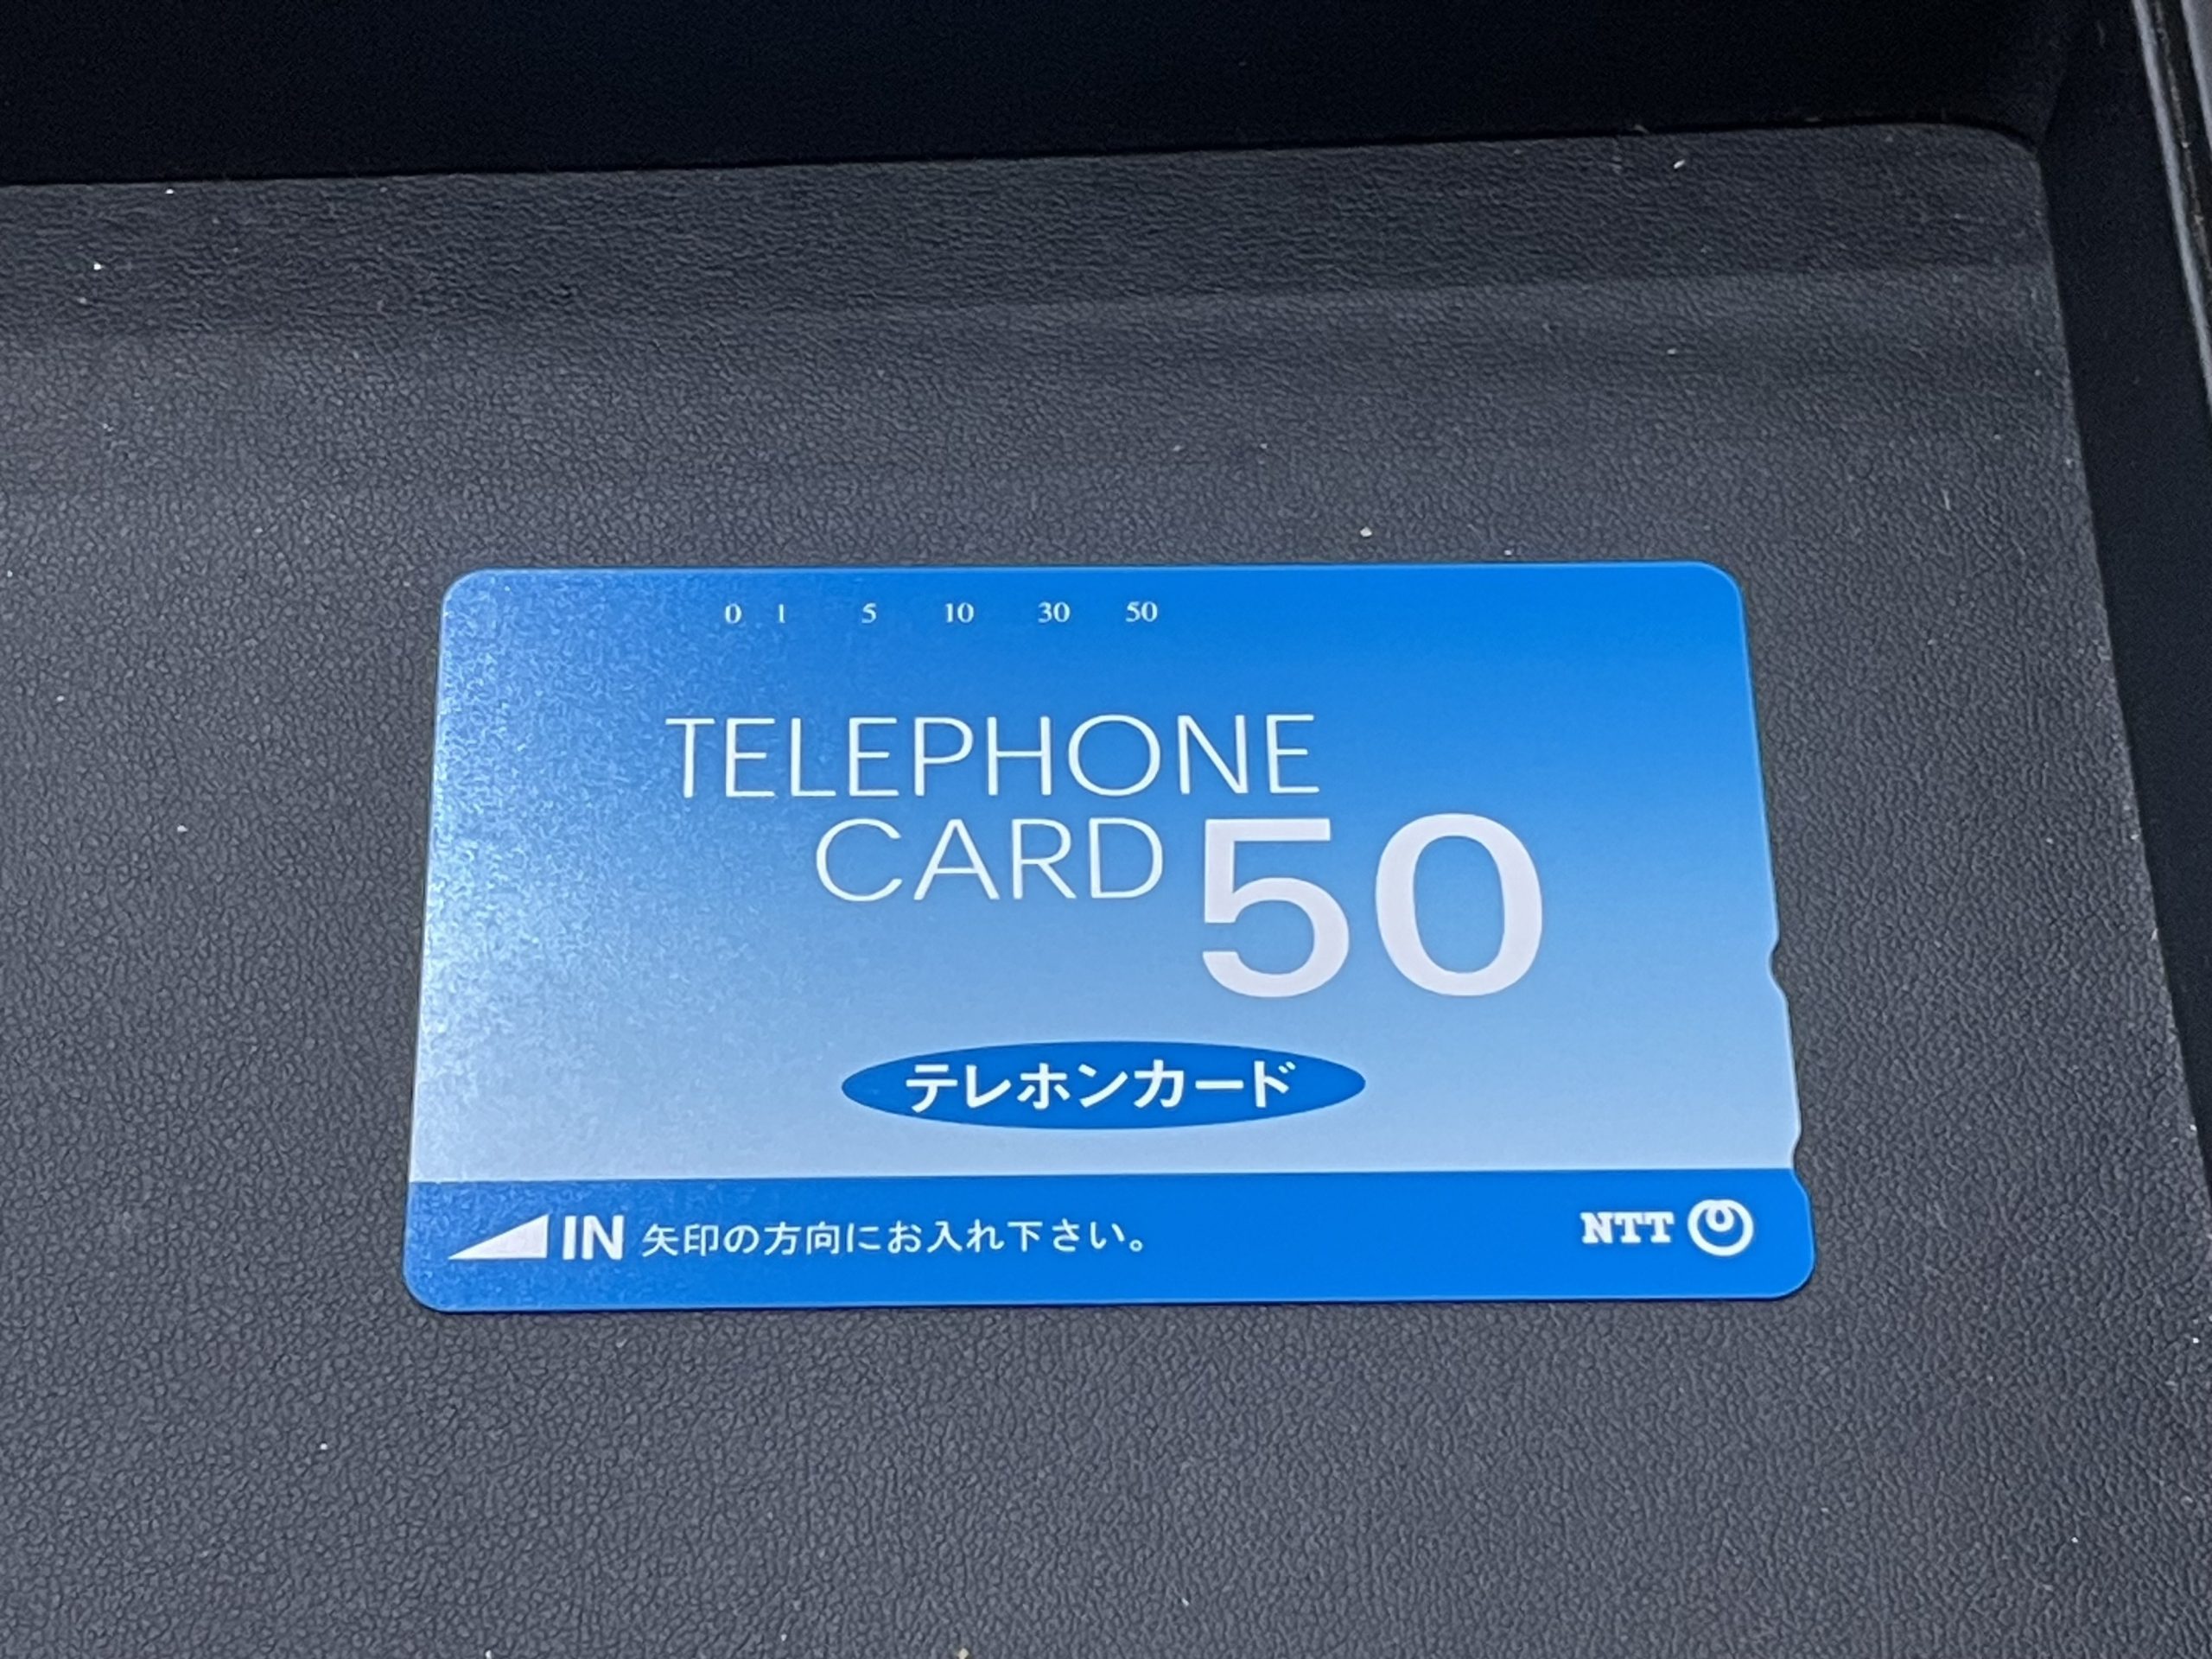 0 1 5 10 30 50
TELEPHONE
CARD 50
テレホンカード
IN 矢印の方向にお入れ下さい。
NTT